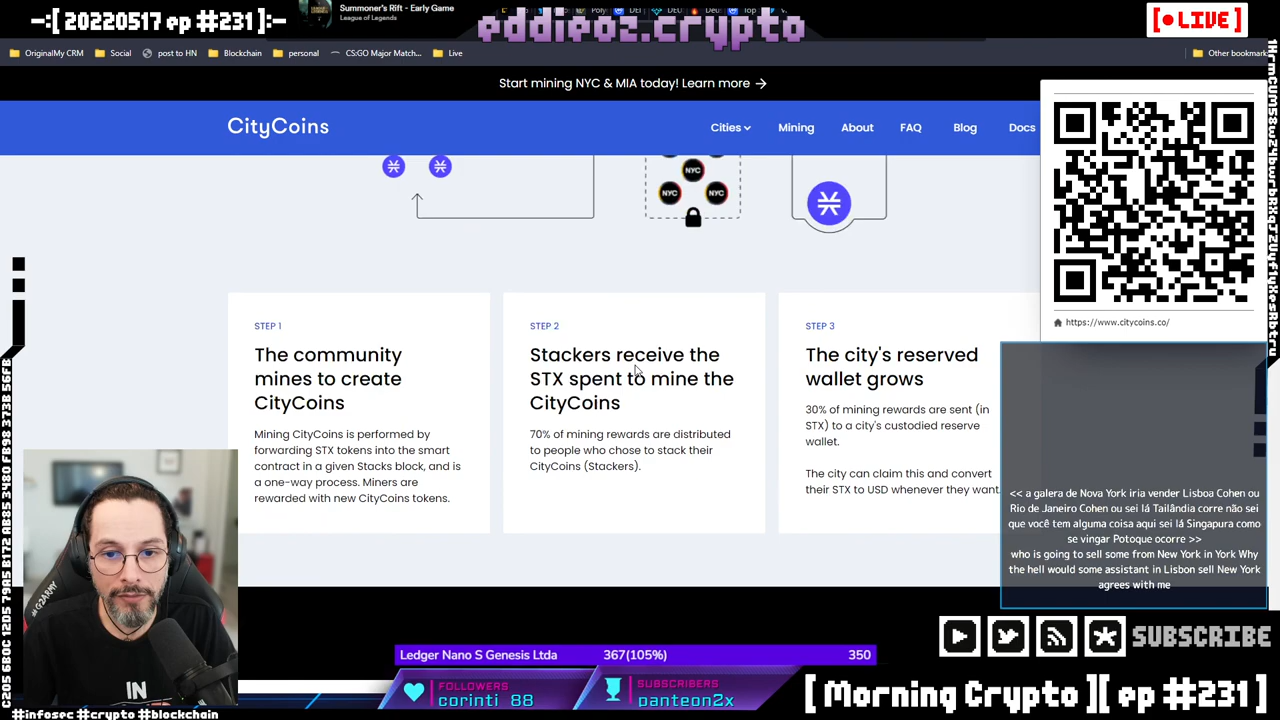 -:[ 20220517 ep #231]:-
Summoner's Rift - Early Game
League of Legends
eddieoz.crypto
[● LIVE]
OriginalMy CRM
Social
post to HN
Blockchain
personal
CS:GO Major Match...
Live
Other bookmark
Start mining NYC & MIA today! Learn more →
CityCoins
Cities
Mining
About
FAQ
Blog
Docs
NYC
NYC
NYC
https://www.citycoins.co/
STEP 1
The community
mines to create
CityCoins
Mining CityCoins is performed by
forwarding STX tokens into the smart
contract in a given Stacks block, and is
a one-way process. Miners are
rewarded with new CityCoins tokens.
STEP 2
Stackers receive the
STX spent to mine the
CityCoins
70% of mining rewards are distributed
to people who chose to stack their
CityCoins (Stackers).
STEP 3
The city's reserved
wallet grows
30% of mining rewards are sent (in
STX) to a city's custodied reserve
wallet.
The city can claim this and convert
their STX to USD whenever they want.
<< a galera de Nova York iria vender Lisboa Cohen ou
Rio de Janeiro Cohen ou sei lá Tailândia corre não sei
que você tem alguma coisa aqui sei lá Singapura como
se vingar Potoque ocorre >>
who is going to sell some from New York in York Why
the hell would some assistant in Lisbon sell New York
agrees with me
SUBSCRIBE
Ledger Nano S Genesis Ltda
367(105%)
350
FOLLOWERS
corinti 88
SUBSCRIBERS
panteon2x
[ Morning Crypto ][ ep #231 ]
#infosec #crypto #blockchain